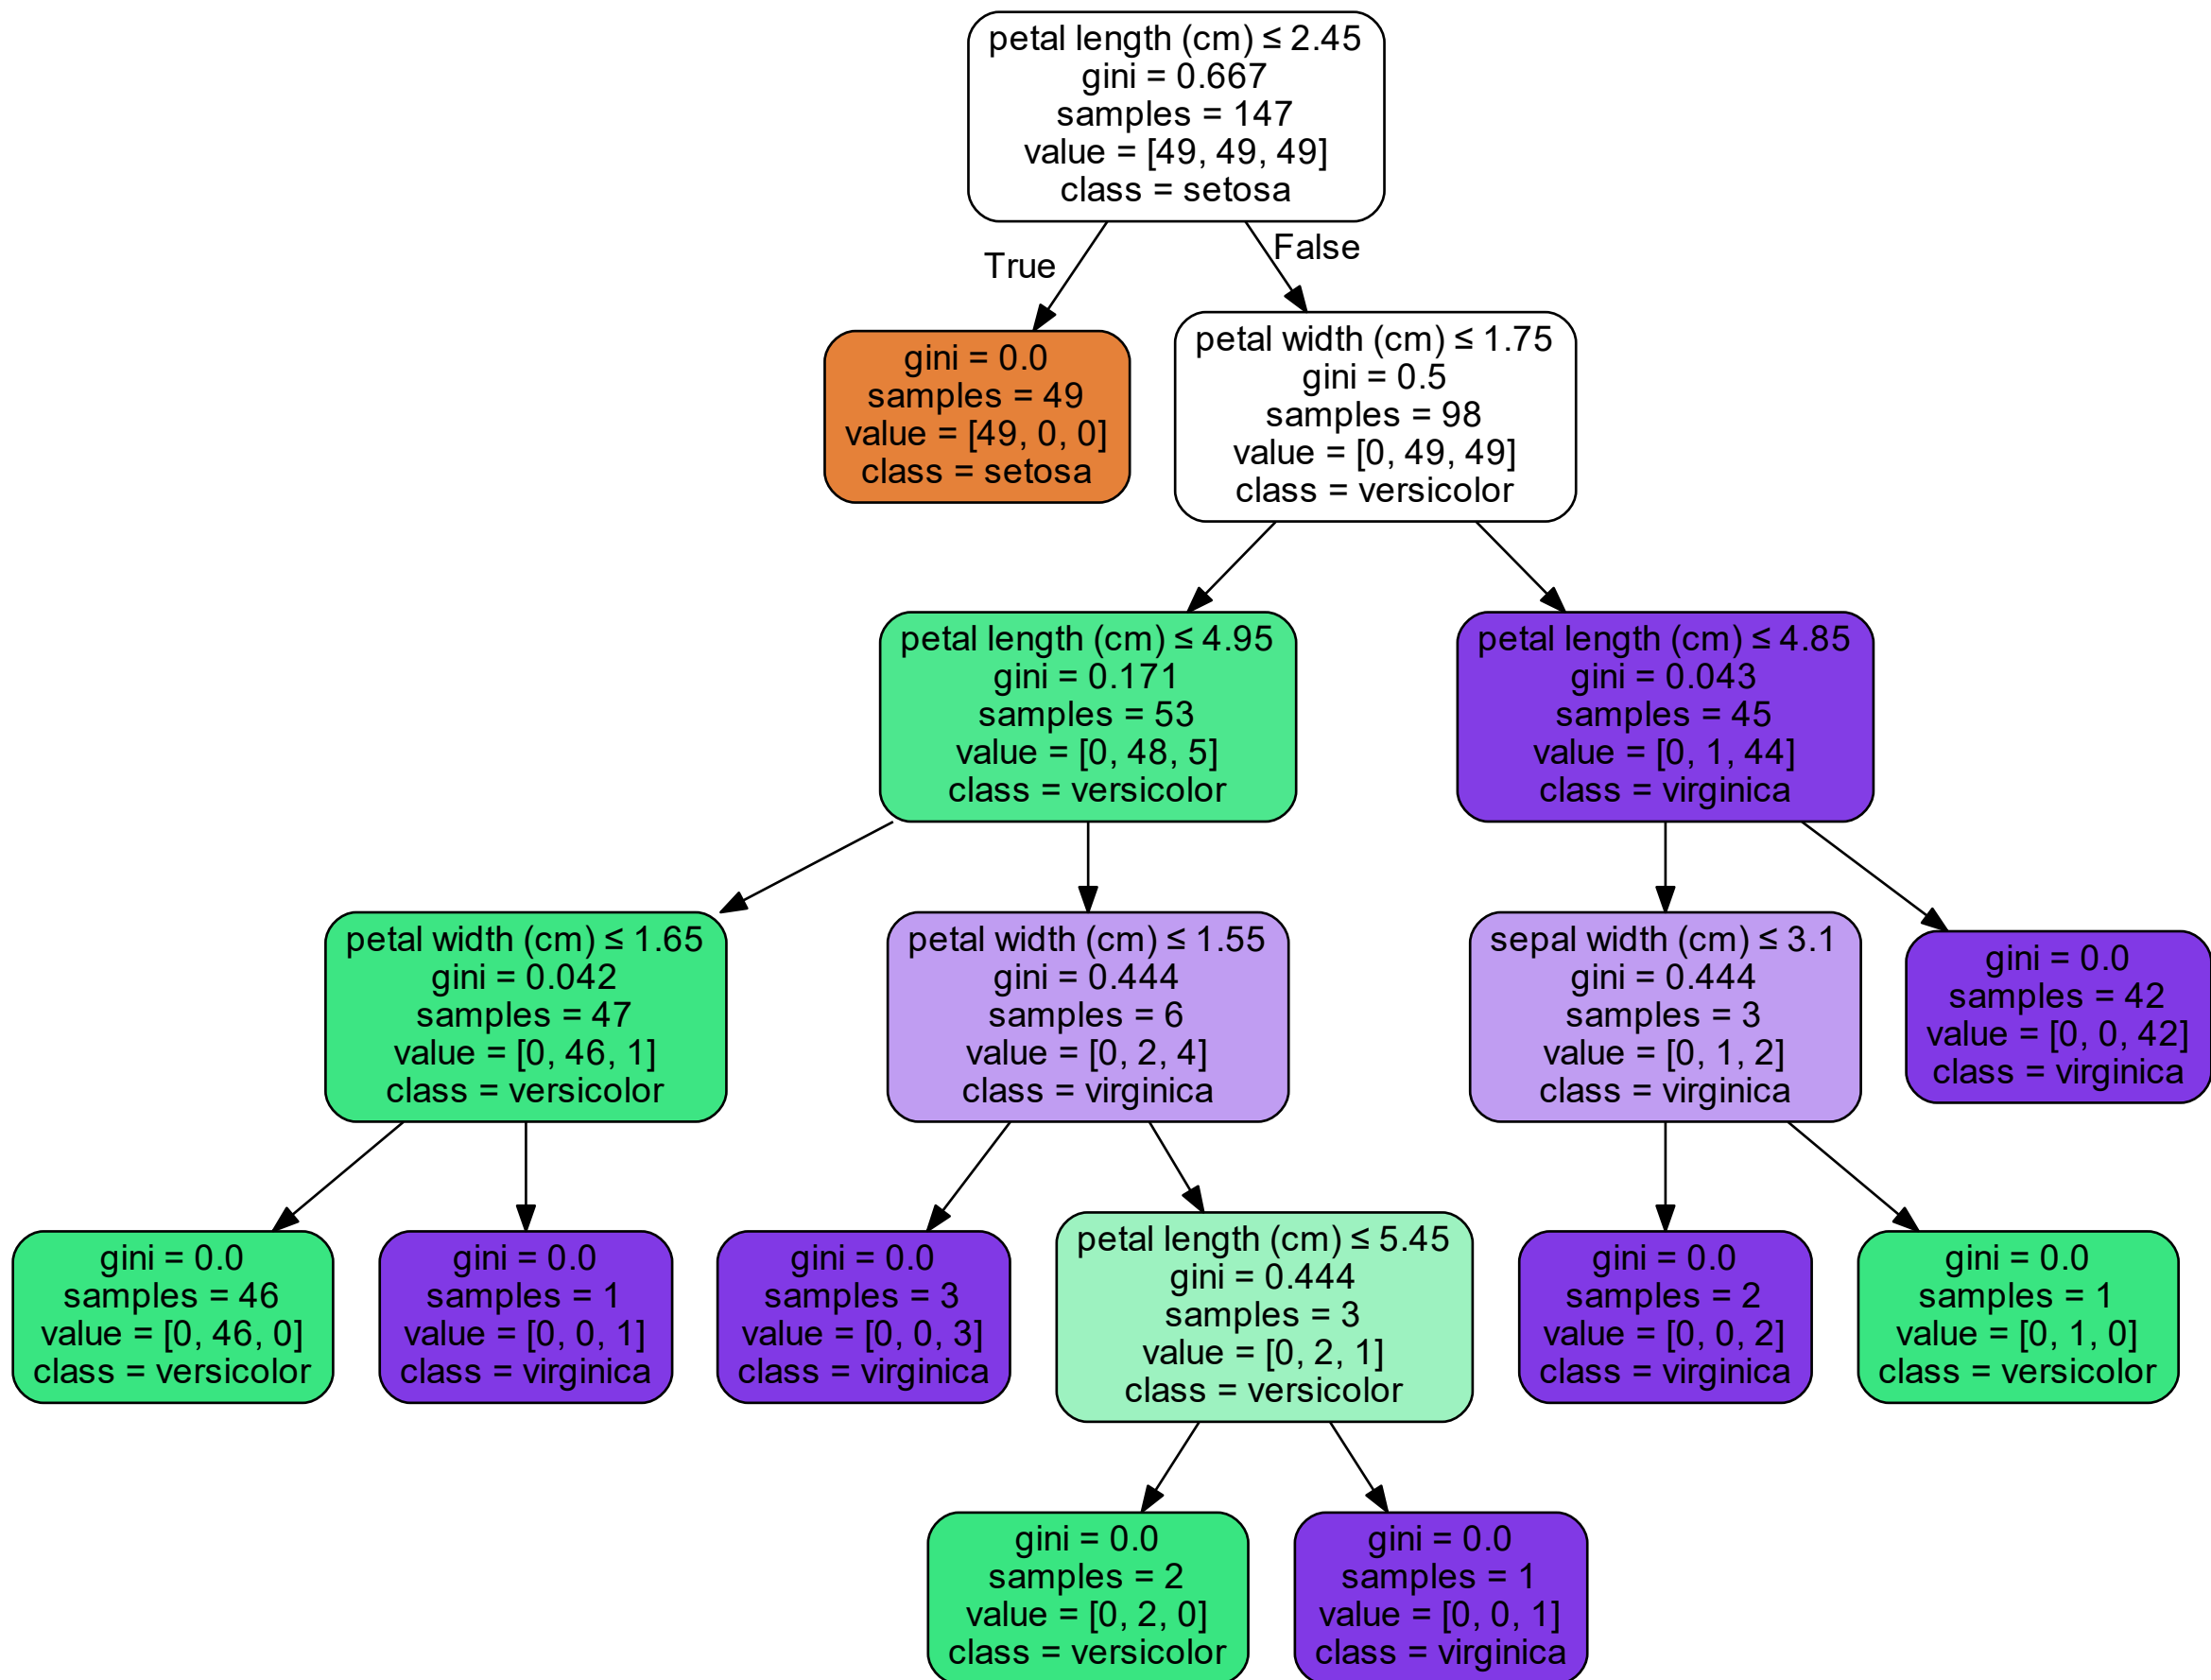 petal length (cm) ≤ 2.45
gini = 0.667
samples = 147
value = [49, 49, 49]
class = setosa
True
False
gini = 0.0
samples = 49
value = [49, 0, 0]
class = setosa
petal width (cm) ≤ 1.75
gini = 0.5
samples = 98
value = [0, 49, 49]
class = versicolor
petal length (cm) ≤ 4.95
gini = 0.171
samples = 53
value = [0, 48, 5]
class = versicolor
petal length (cm) ≤ 4.85
gini = 0.043
samples = 45
value = [0, 1, 44]
class = virginica
petal width (cm) ≤ 1.65
gini = 0.042
samples = 47
value = [0, 46, 1]
class = versicolor
petal width (cm) ≤ 1.55
gini = 0.444
samples = 6
value = [0, 2, 4]
class = virginica
sepal width (cm) ≤ 3.1
gini = 0.444
samples = 3
value = [0, 1, 2]
class = virginica
gini = 0.0
samples = 42
value = [0, 0, 42]
class = virginica
gini = 0.0
samples = 46
value = [0, 46, 0]
class = versicolor
gini = 0.0
samples = 1
value = [0, 0, 1]
class = virginica
gini = 0.0
samples = 3
value = [0, 0, 3]
class = virginica
petal length (cm) ≤ 5.45
gini = 0.444
samples = 3
value = [0, 2, 1]
class = versicolor
gini = 0.0
samples = 2
value = [0, 0, 2]
class = virginica
gini = 0.0
samples = 1
value = [0, 1, 0]
class = versicolor
gini = 0.0
samples = 2
value = [0, 2, 0]
class = versicolor
gini = 0.0
samples = 1
value = [0, 0, 1]
class = virginica